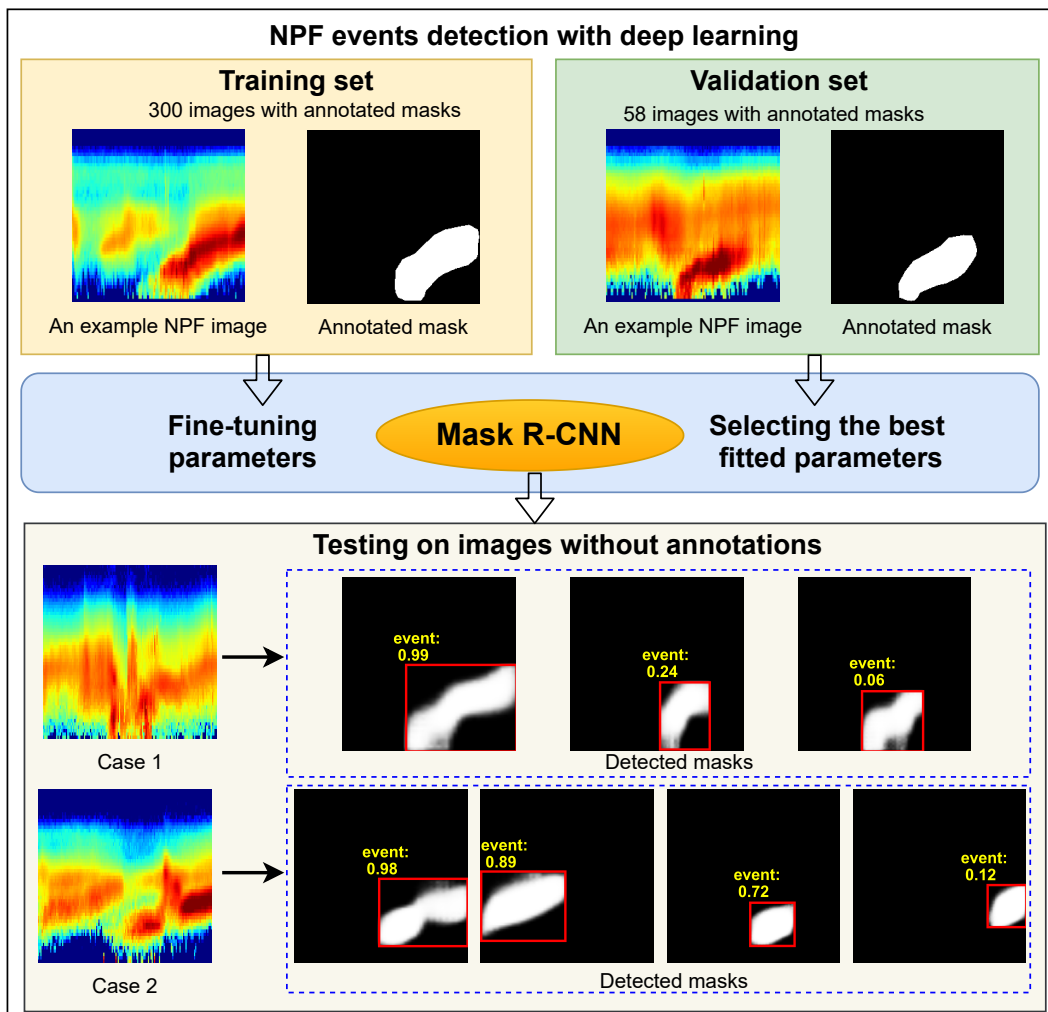 NPF events detection with deep learning
Training set
300 images with annotated masks
An example NPF image
Annotated mask
Validation set
58 images with annotated masks
An example NPF image
Annotated mask
Fine-tuning
parameters
Mask R-CNN
Selecting the best
fitted parameters
Testing on images without annotations
Case 1
event:
0.99
event:
0.24
event:
0.06
Detected masks
Case 2
event:
0.98
event:
0.89
event:
0.72
event:
0.12
Detected masks